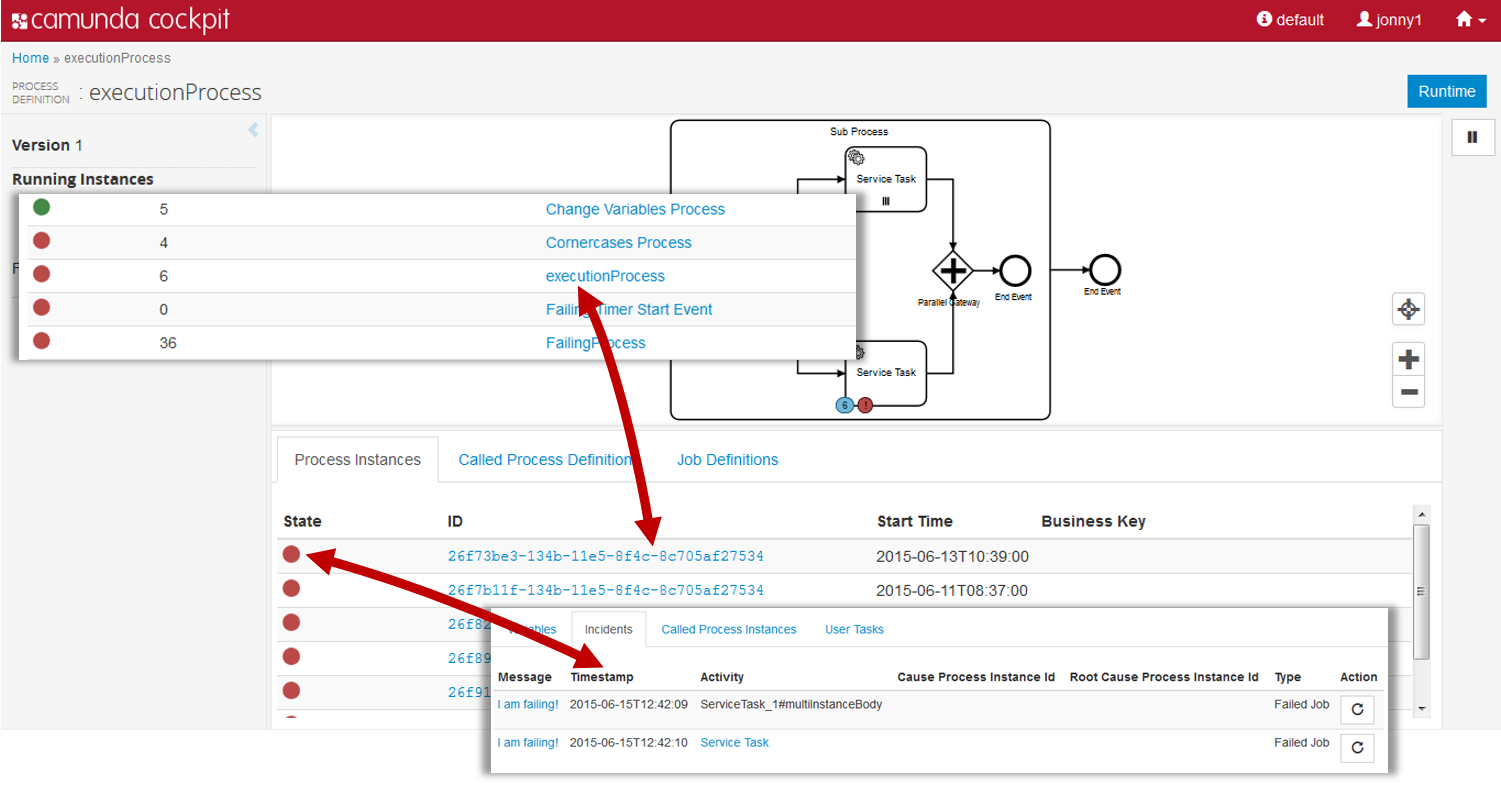 camunda cockpit
default jonny1
Home » executionProcess
PROCESS DEFINITION : executionProcess
Runtime
Version 1
Running Instances
5 Change Variables Process
4 Cornercases Process
6 executionProcess
0 Failing Timer Start Event
36 FailingProcess
Sub Process
Service Task
Parallel Gateway
End Event
End Event
Service Task
6 !
Process Instances Called Process Definition Job Definitions
State ID Start Time Business Key
26f73be3-134b-11e5-8f4c-8c705af27534 2015-06-13T10:39:00
26f7b11f-134b-11e5-8f4c-8c705af27534 2015-06-11T08:37:00
26f82
26f89
26f91
Variables Incidents Called Process Instances User Tasks
Message Timestamp Activity Cause Process Instance Id Root Cause Process Instance Id Type Action
I am failing! 2015-06-15T12:42:09 ServiceTask_1#multiInstanceBody Failed Job
I am failing! 2015-06-15T12:42:10 Service Task Failed Job